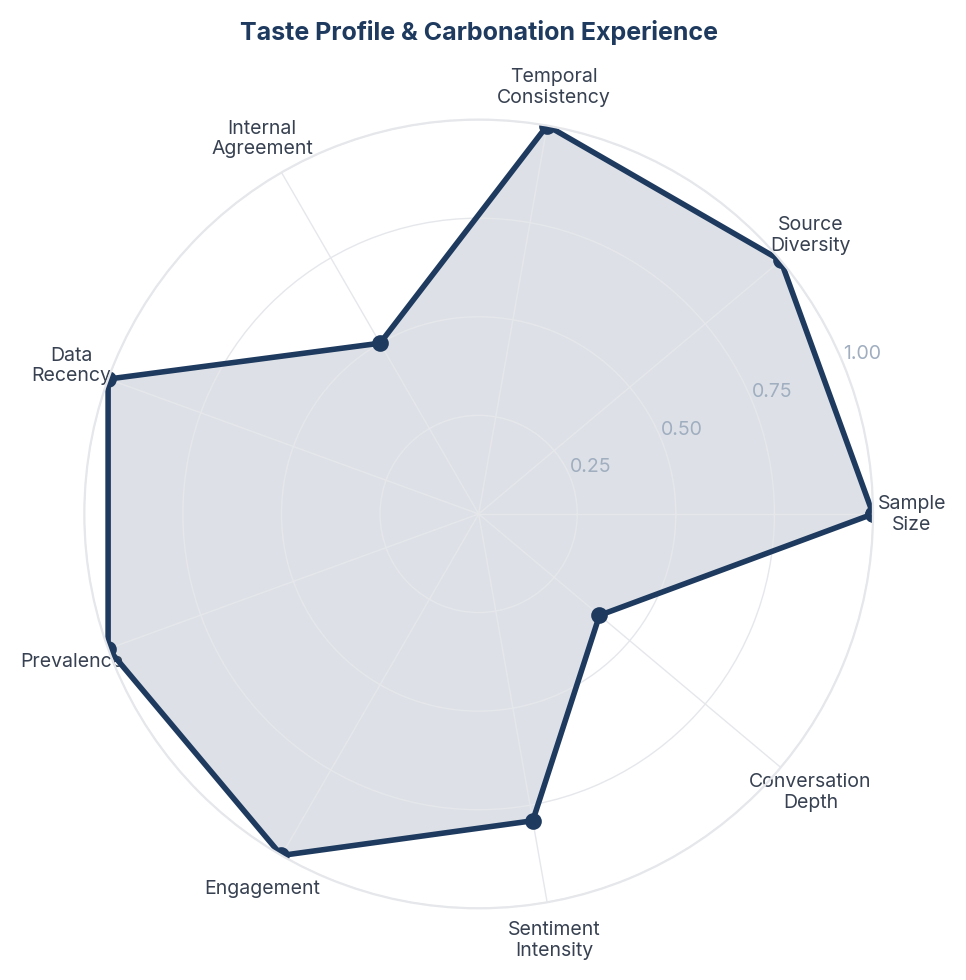 Taste Profile & Carbonation Experience
Temporal
Consistency
Internal
Agreement
Source
Diversity
Data
Recency
1.00
0.75
0.50
0.25
Sample
Size
Prevalence
Conversation
Depth
Engagement
Sentiment
Intensity